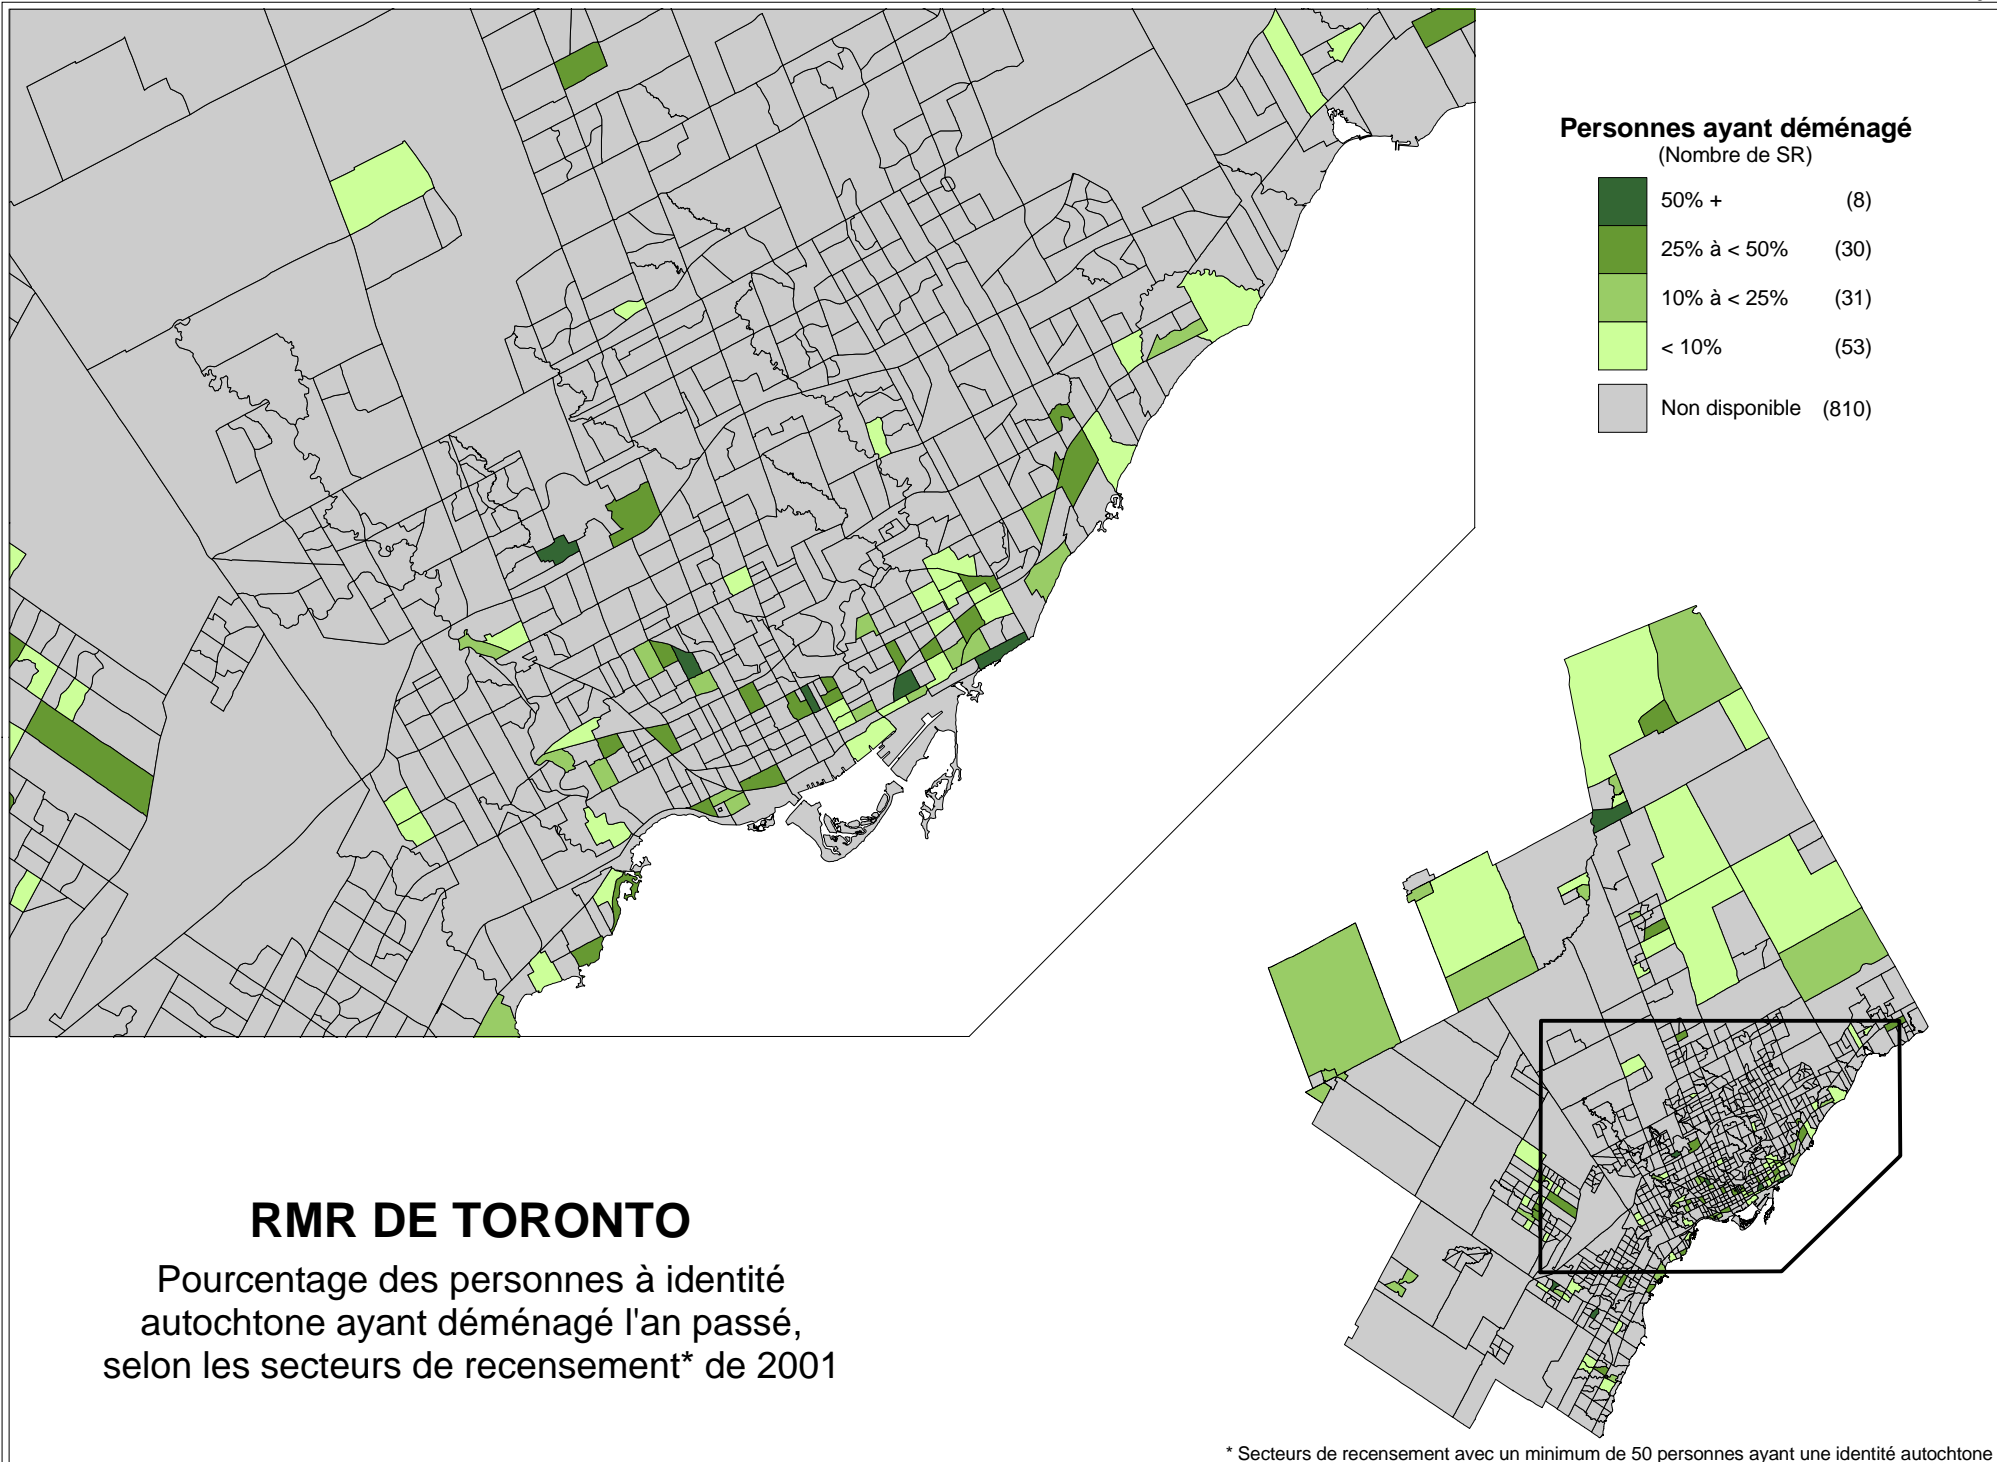 Personnes ayant déménagé
(Nombre de SR)
50% + (8)
25% à < 50% (30)
10% à < 25% (31)
< 10% (53)
Non disponible (810)
RMR DE TORONTO
Pourcentage des personnes à identité
autochtone ayant déménagé l'an passé,
selon les secteurs de recensement* de 2001
* Secteurs de recensement avec un minimum de 50 personnes ayant une identité autochtone